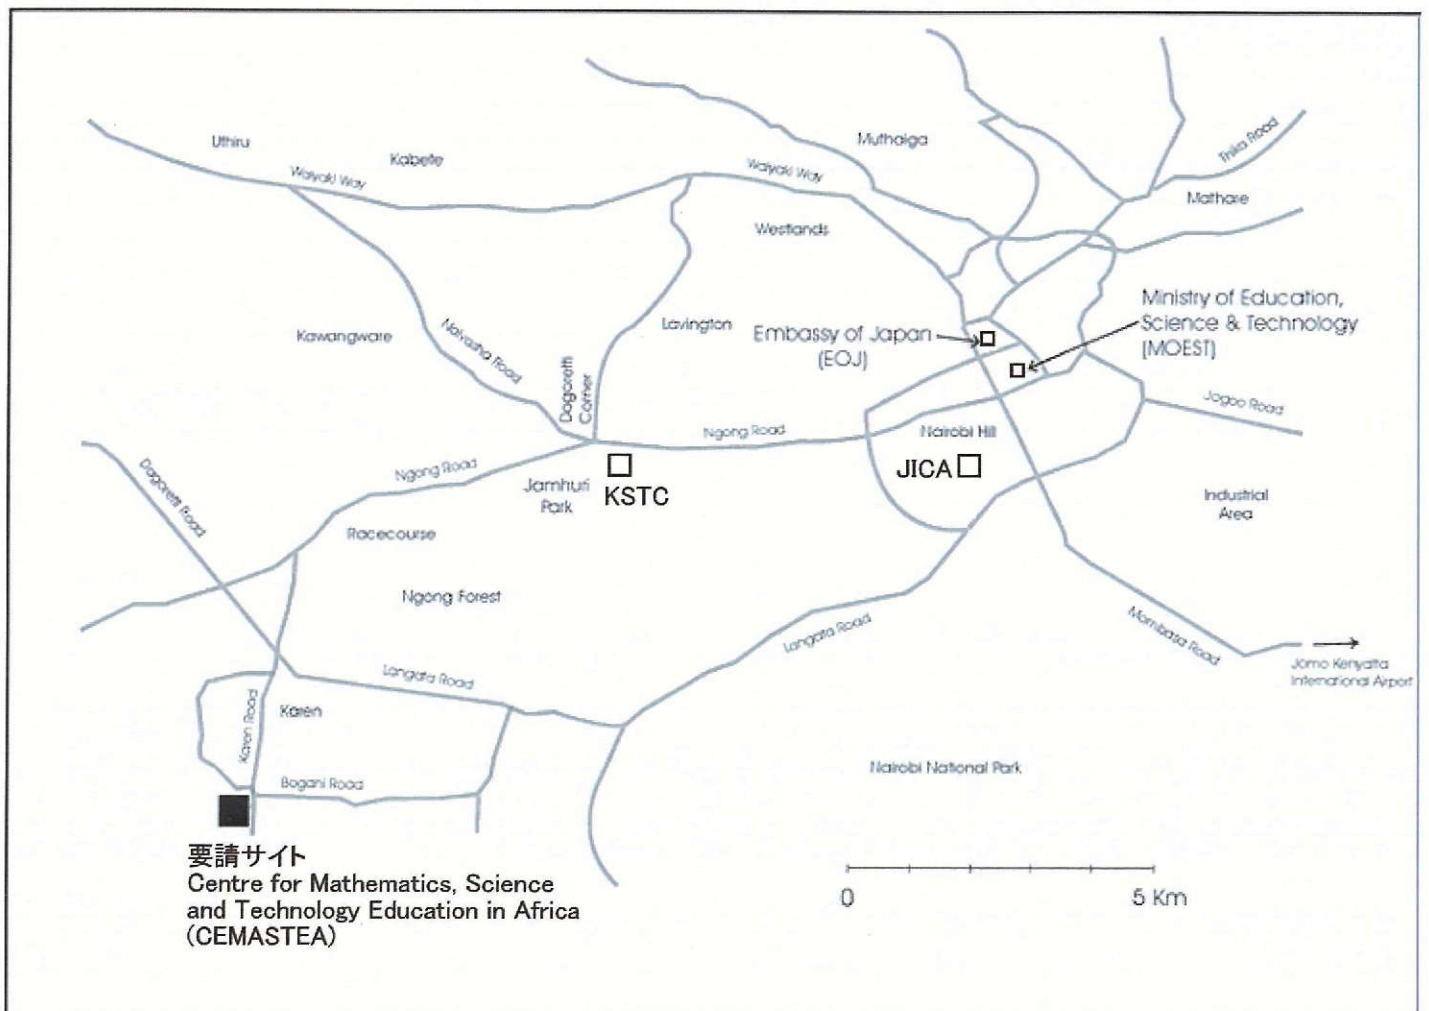 Uthiru
Kabete
Waiyaki Way
Waiyaki Way
Muthaiga
Thika Road
Mathare
Westlands
Kawangware
Naivasha Road
Lavington
Dagoretti
Corner
Embassy of Japan
(EOJ)
Ministry of Education,
Science & Technology
(MOEST)
Jogoo Road
Ngong Road
Nairobi Hill
JICA
Ngong Road
Jamhuri
Park
KSTC
Dagoretti Road
Racecourse
Industrial
Area
Ngong Forest
Langata Road
Mombasa Road
Jomo Kenyatta
International Airport
Langata Road
Karen Road
Karen
Bogani Road
Nairobi National Park
要請サイト
Centre for Mathematics, Science
and Technology Education in Africa
(CEMASTEA)
0
5 Km